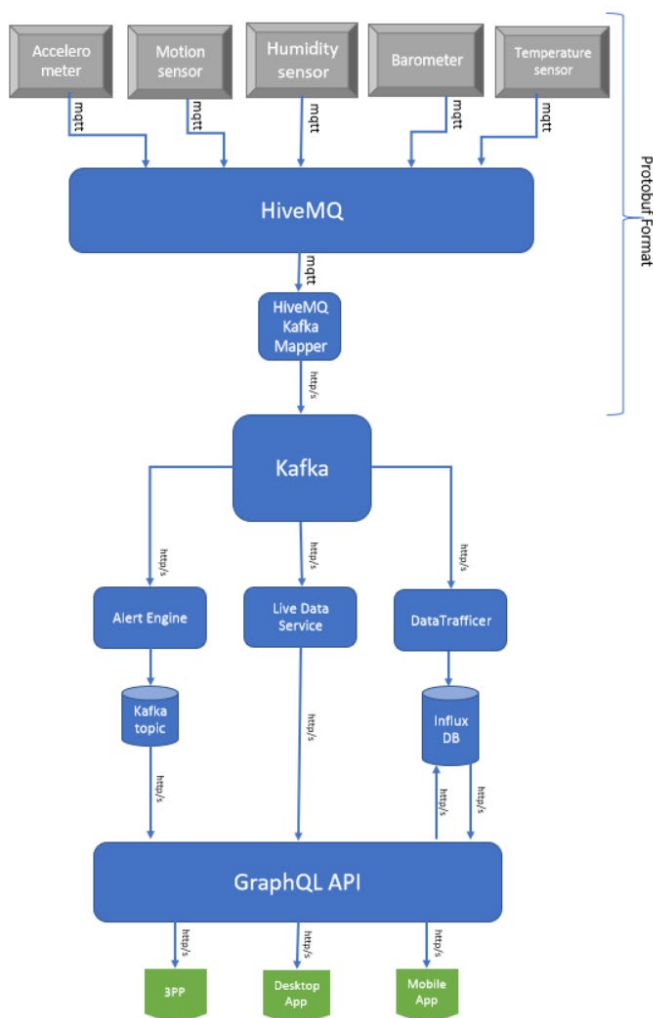 Accelero
meter
Motion
sensor
Humidity
sensor
Barometer
Temperature
sensor
mqtt
mqtt
mqtt
mqtt
mqtt
HiveMQ
Protobuf Format
mqtt
HiveMQ
Kafka
Mapper
http/s
Kafka
http/s
http/s
http/s
Alert Engine
Live Data
Service
DataTrafficer
Kafka
topic
Influx
DB
http/s
http/s
http/s
http/s
GraphQL API
http/s
http/s
http/s
3PP
Desktop
App
Mobile
App